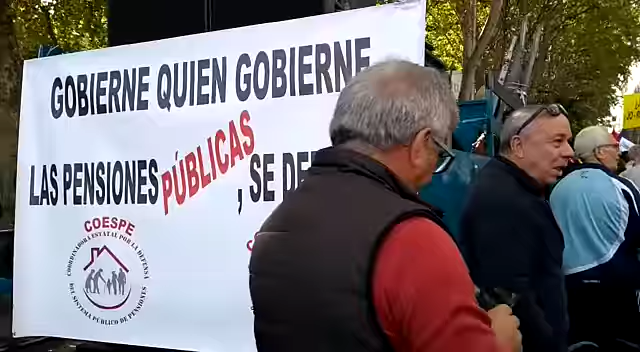 GOBIERNE QUIEN GOBIERNE
LAS PENSIONES PÚBLICAS, SE DE
COESPE
COORDINADORA ESTATAL POR LA DEFENSA
DEL SISTEMA PÚBLICO DE PENSIONES